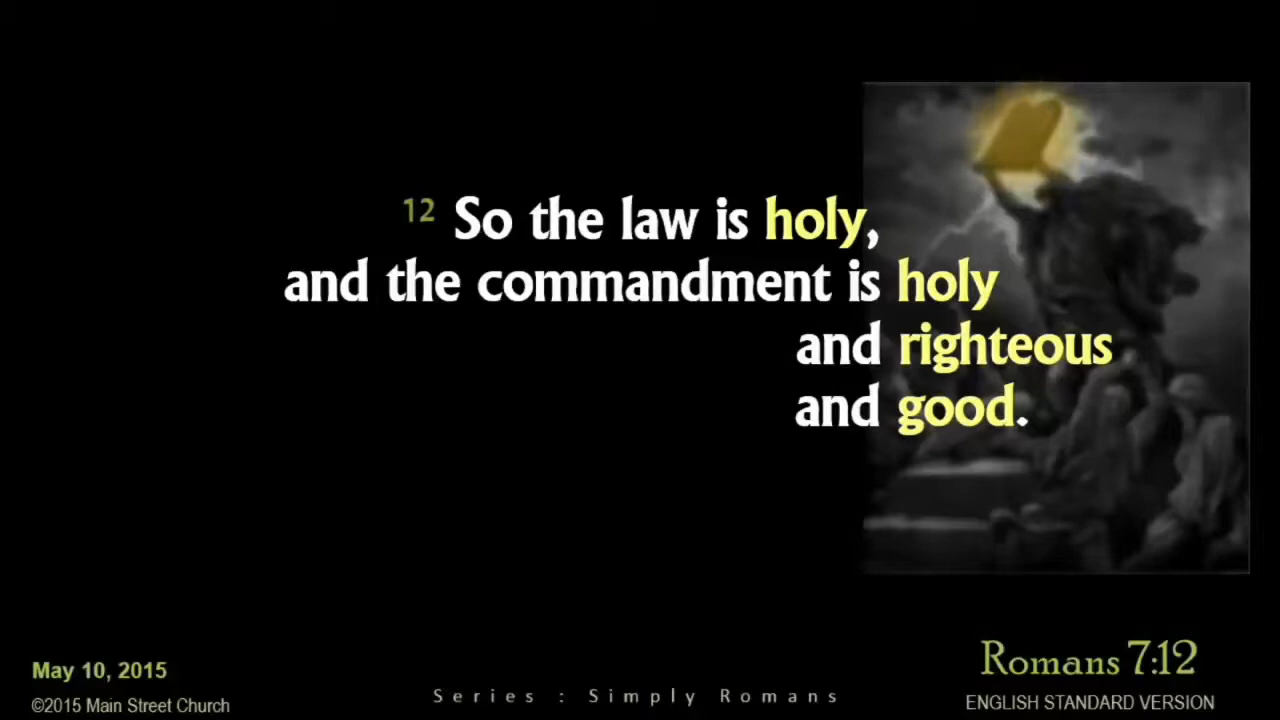 12 So the law is holy,
and the commandment is holy
and righteous
and good.
May 10, 2015
©2015 Main Street Church
Series : Simply Romans
Romans 7:12
ENGLISH STANDARD VERSION